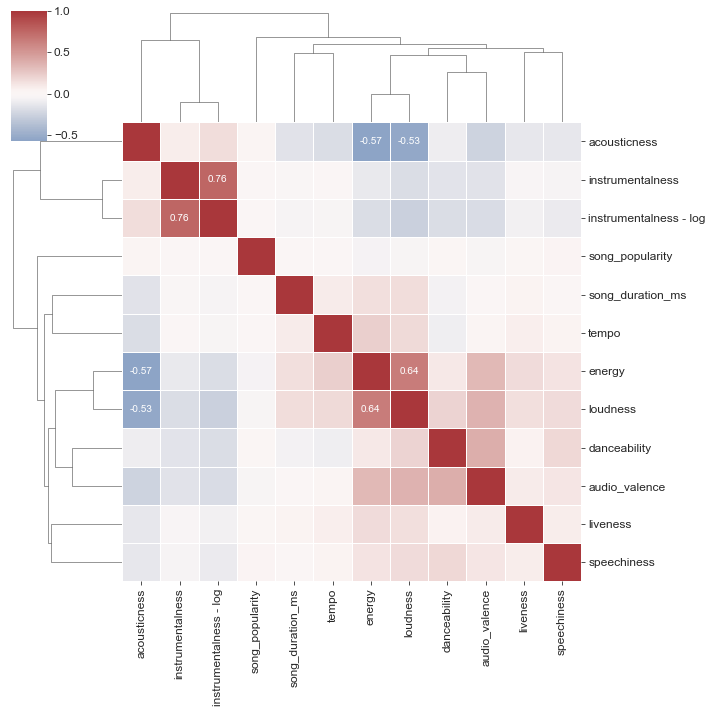 1.0
0.5
0.0
−0.5
-0.57 -0.53 acousticness
0.76 instrumentalness
0.76 instrumentalness - log
song_popularity
song_duration_ms
tempo
-0.57 0.64 energy
-0.53 0.64 loudness
danceability
audio_valence
liveness
speechiness
acousticness
instrumentalness
instrumentalness - log
song_popularity
song_duration_ms
tempo
energy
loudness
danceability
audio_valence
liveness
speechiness